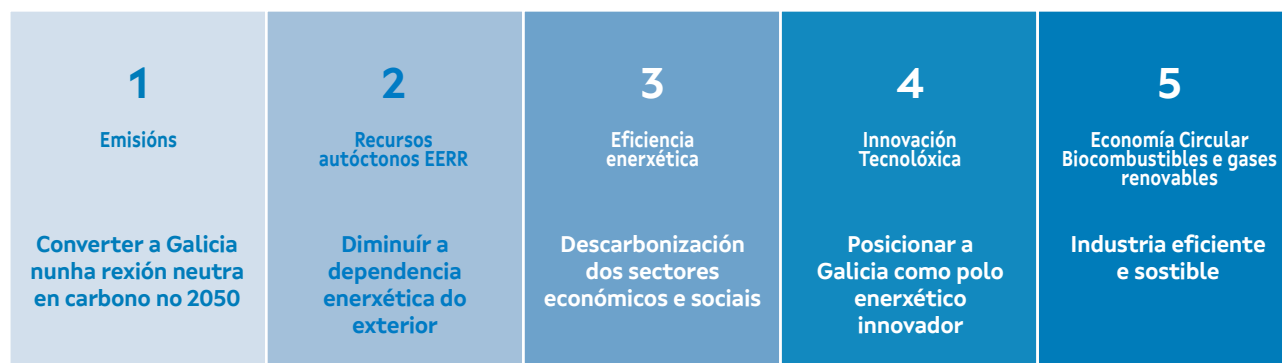 1
Emisións
Converter a Galicia
nunha rexión neutra
en carbono no 2050
2
Recursos
autóctonos EERR
Diminuír a
dependencia
enerxética do
exterior
3
Eficiencia
enerxética
Descarbonización
dos sectores
económicos e sociais
4
Innovación
Tecnolóxica
Posicionar a
Galicia como polo
enerxético
innovador
5
Economía Circular
Biocombustibles e gases
renovables
Industria eficiente
e sostible